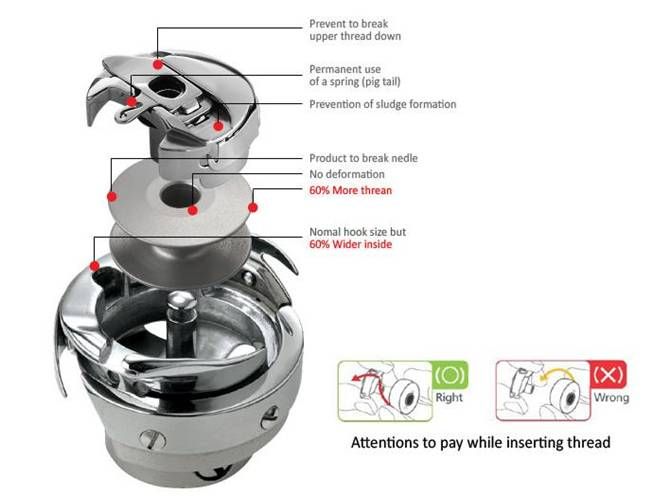 Prevent to break
upper thread down
Permanent use
of a spring (pig tail)
Prevention of sludge formation
Product to break nedle
No deformation
60% More threan
Nomal hook size but
60% Wider inside
(O)
Right
(X)
Wrong
Attentions to pay while inserting thread